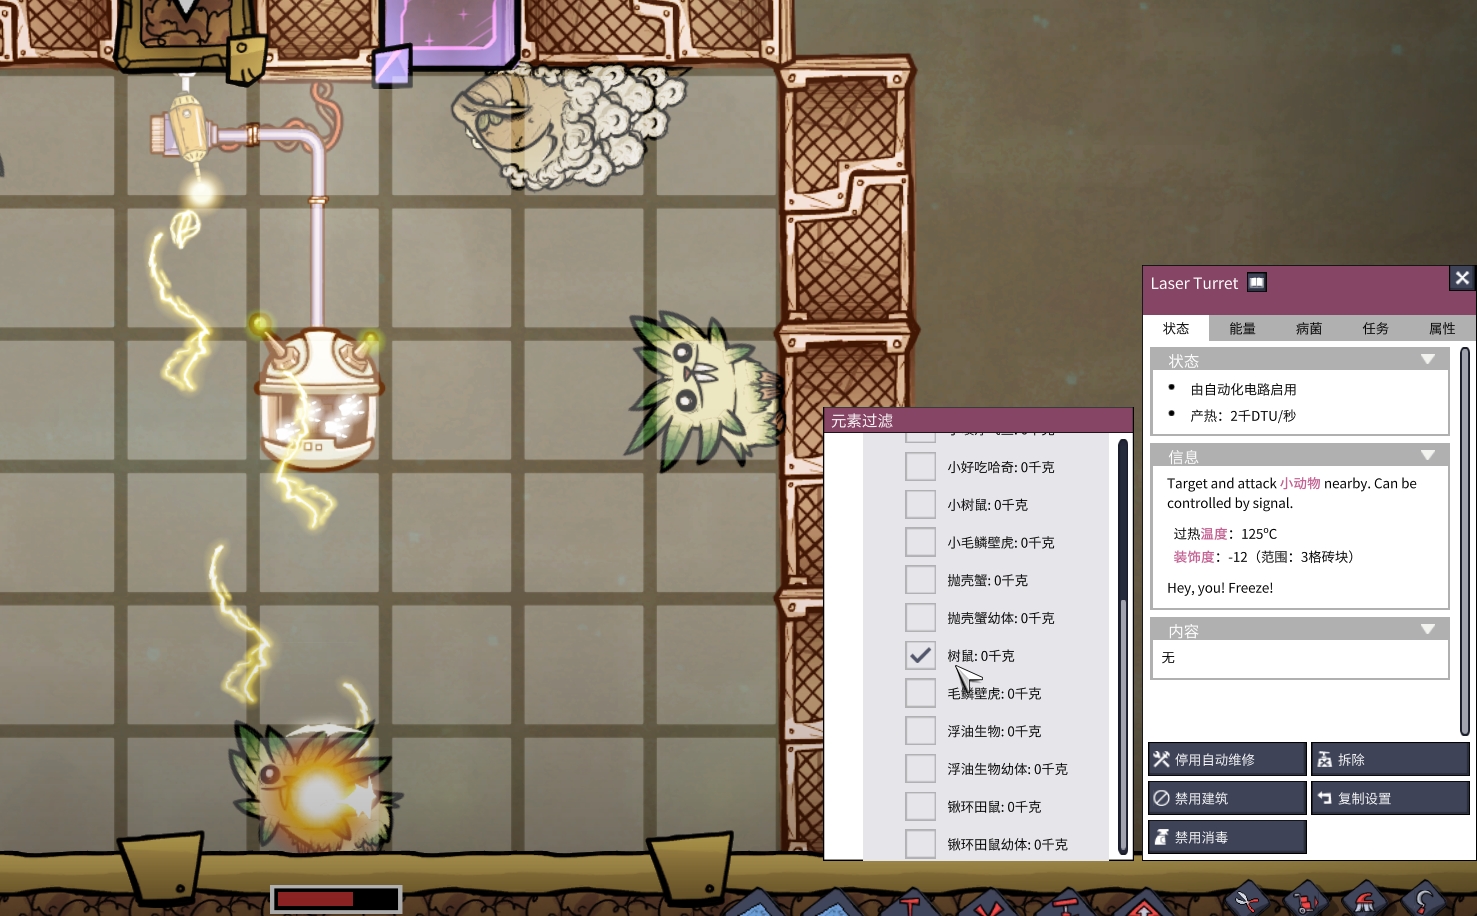 Laser Turret
状态
能量
病菌
任务
属性
状态
由自动化电路启用
产热：2千DTU/秒
信息
Target and attack 小动物 nearby. Can be
controlled by signal.
过热温度：125ºC
装饰度：-12（范围：3格砖块）
Hey, you! Freeze!
内容
无
停用自动维修
拆除
禁用建筑
复制设置
禁用消毒
元素过滤
小好吃哈奇: 0千克
小树鼠: 0千克
小毛鳞壁虎: 0千克
抛壳蟹: 0千克
抛壳蟹幼体: 0千克
树鼠: 0千克
毛鳞壁虎: 0千克
浮油生物: 0千克
浮油生物幼体: 0千克
锹环田鼠: 0千克
锹环田鼠幼体: 0千克